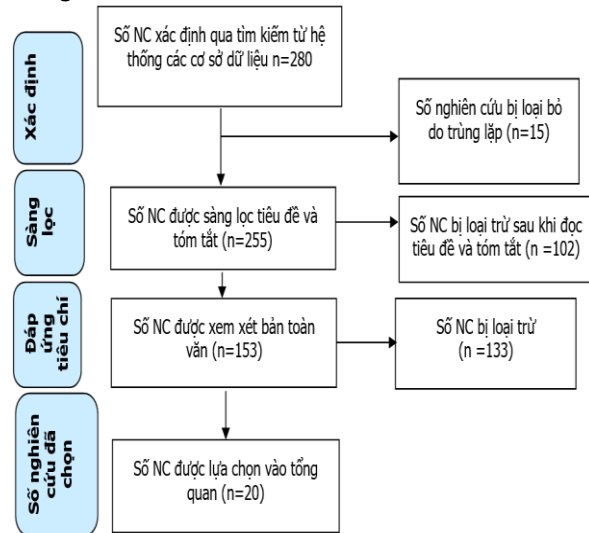 Xác định
Số NC xác định qua tìm kiếm từ hệ
thống các cơ sở dữ liệu n=280
Số nghiên cứu bị loại bỏ
do trùng lặp (n=15)
Sàng
lọc
Số NC được sàng lọc tiêu đề và
tóm tắt (n=255)
Số NC bị loại trừ sau khi đọc
tiêu đề và tóm tắt (n =102)
Đáp
ứng
tiêu chí
Số NC được xem xét bản toàn
văn (n=153)
Số NC bị loại trừ
(n =133)
Số nghiên
cứu đã
chọn
Số NC được lựa chọn vào tổng
quan (n=20)